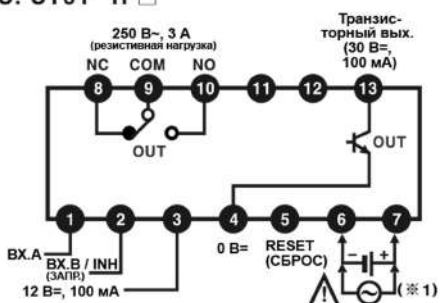 250 В~, 3 А
(резистивная нагрузка)
Транзис-
торный вых.
(30 В=,
100 мА)
NC COM NO
8 9 10 11 12 13
OUT
OUT
1 2 3 4 5 6 7
ВХ.А
ВХ.В / INH
(ЗАПР.)
12 В=, 100 мА
0 В=
RESET
(СБРОС)
− +
(※1)